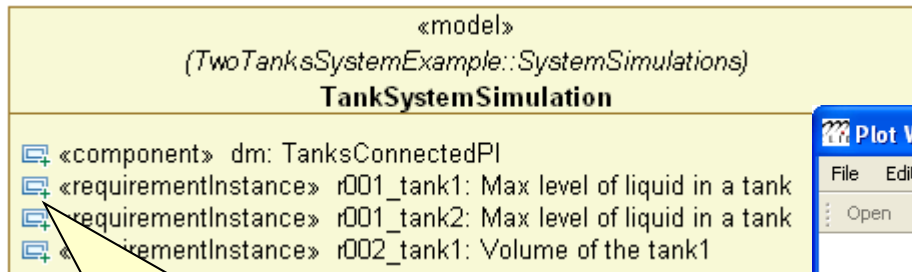 «model»
(TwoTanksSystemExample::SystemSimulations)
TankSystemSimulation
«component» dm: TanksConnectedPI
«requirementInstance» r001_tank1: Max level of liquid in a tank
«requirementInstance» r001_tank2: Max level of liquid in a tank
«requirementInstance» r002_tank1: Volume of the tank1
Plot
File
Open